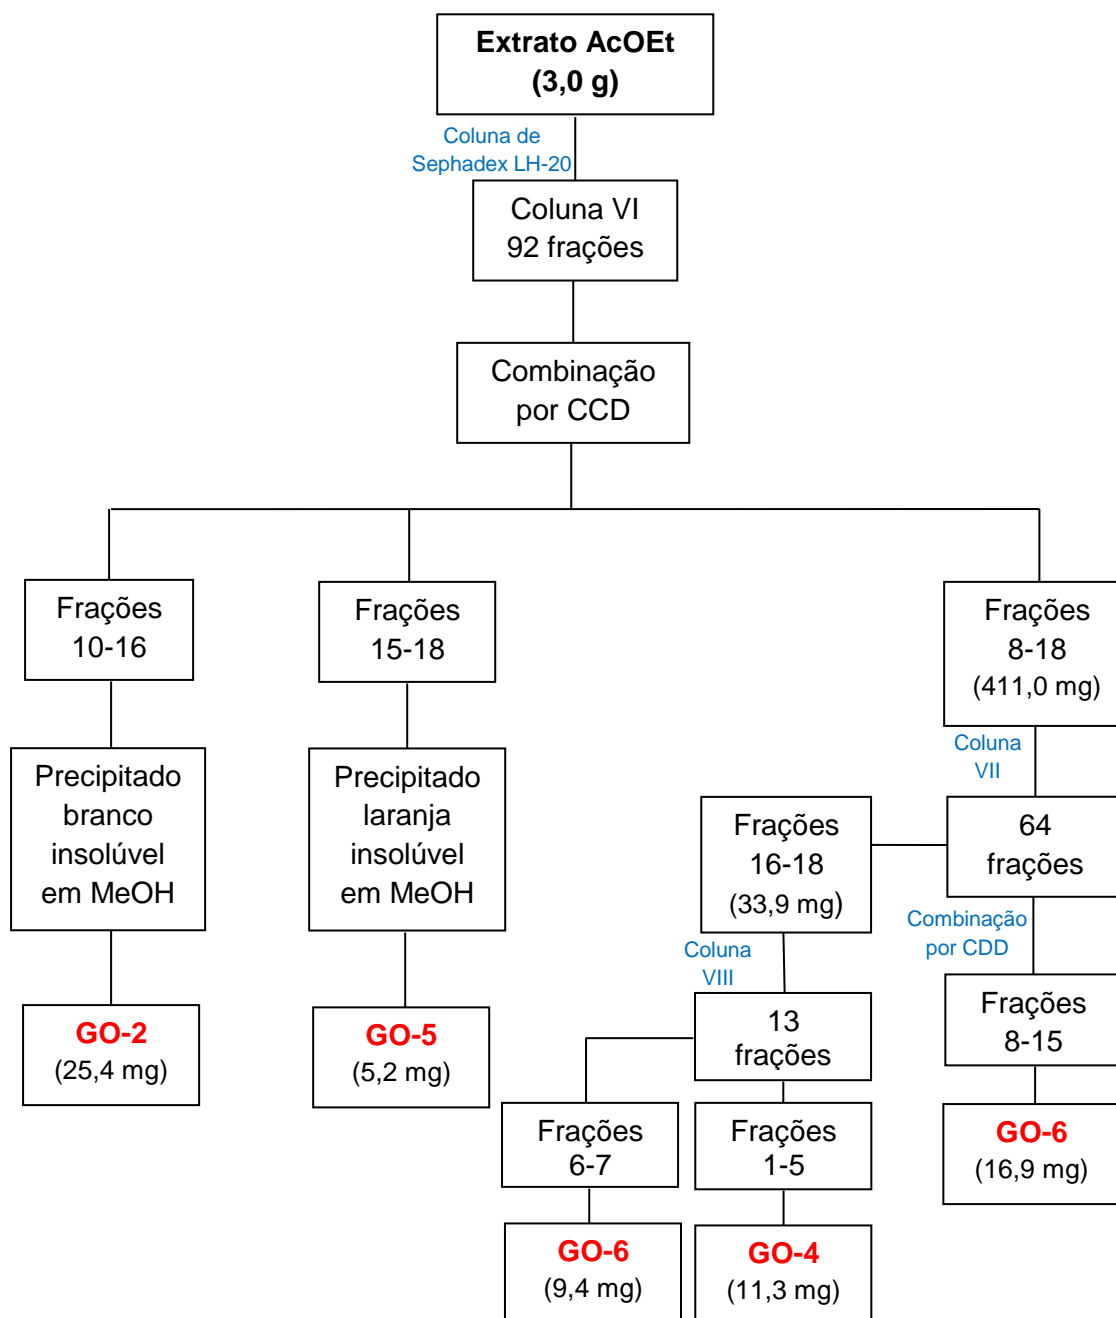 Extrato AcOEt
(3,0 g)
Coluna de
Sephadex LH-20
Coluna VI
92 frações
Combinação
por CCD
Frações
10-16
Frações
15-18
Frações
8-18
(411,0 mg)
Precipitado
branco
insolúvel
em MeOH
Precipitado
laranja
insolúvel
em MeOH
Coluna
VII
Frações
16-18
(33,9 mg)
64
frações
Coluna
VIII
Combinação
por CDD
GO-2
(25,4 mg)
GO-5
(5,2 mg)
13
frações
Frações
8-15
Frações
6-7
Frações
1-5
GO-6
(16,9 mg)
GO-6
(9,4 mg)
GO-4
(11,3 mg)